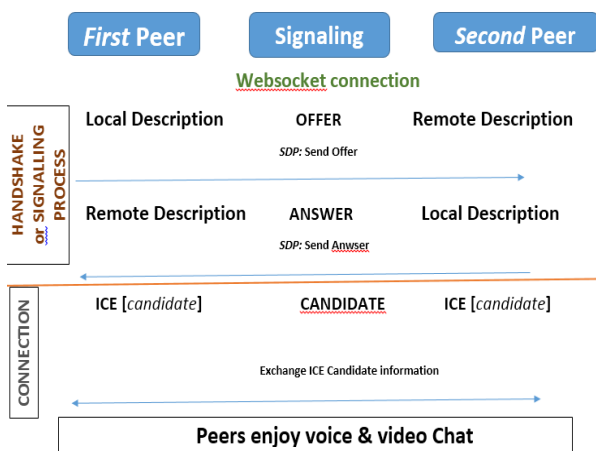 First Peer
Signaling
Second Peer
Websocket connection
HANDSHAKE
or SIGNALLING
PROCESS
Local Description
OFFER
Remote Description
SDP: Send Offer
Remote Description
ANSWER
Local Description
SDP: Send Anwser
CONNECTION
ICE [candidate]
CANDIDATE
ICE [candidate]
Exchange ICE Candidate information
Peers enjoy voice & video Chat